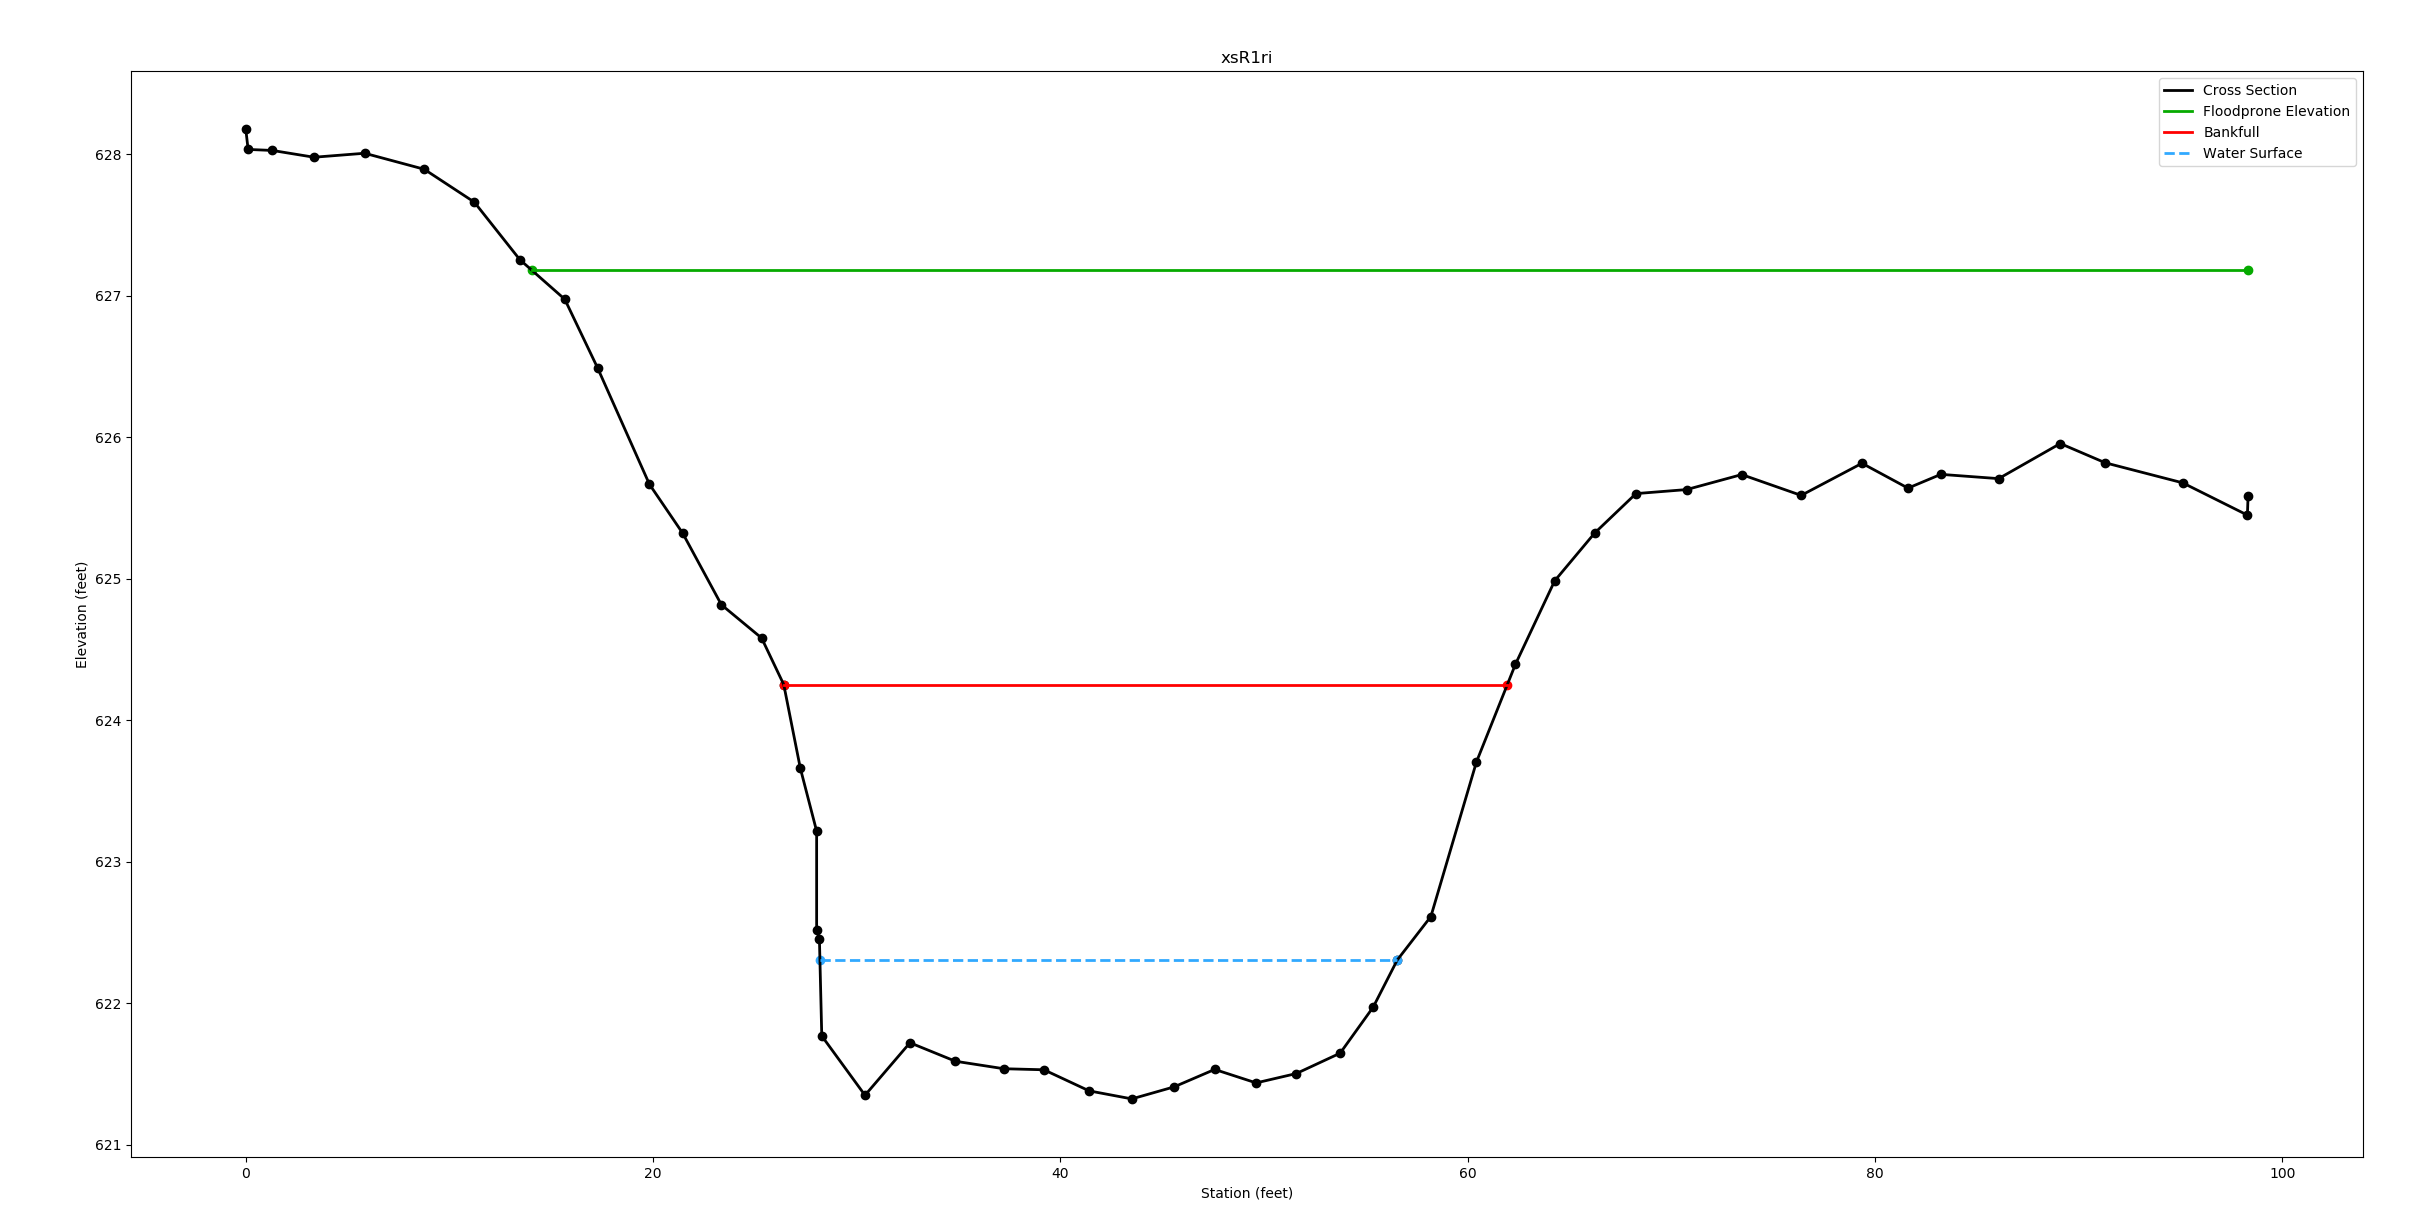 xsR1ri
Cross Section
Floodprone Elevation
Bankfull
Water Surface
628
627
626
625
624
623
622
621
Elevation (feet)
0 20 40 60 80 100
Station (feet)